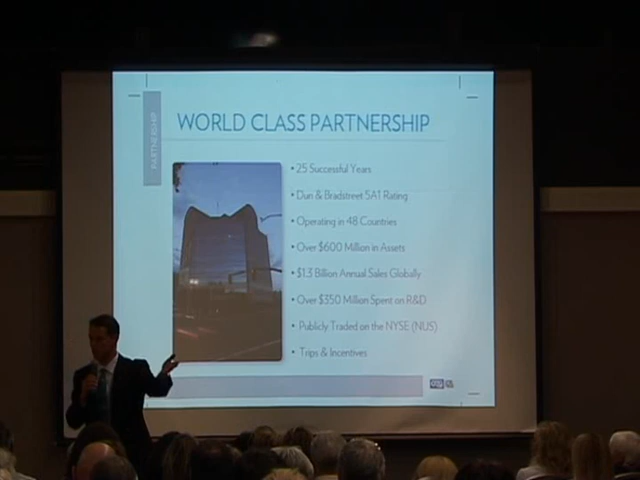 PARTNERSHIP
WORLD CLASS PARTNERSHIP
• 25 Successful Years
• Dun & Bradstreet 5A1 Rating
• Operating in 48 Countries
• Over $600 Million in Assets
• $1.3 Billion Annual Sales Globally
• Over $350 Million Spent on R&D
• Publicly Traded on the NYSE (NUS)
• Trips & Incentives